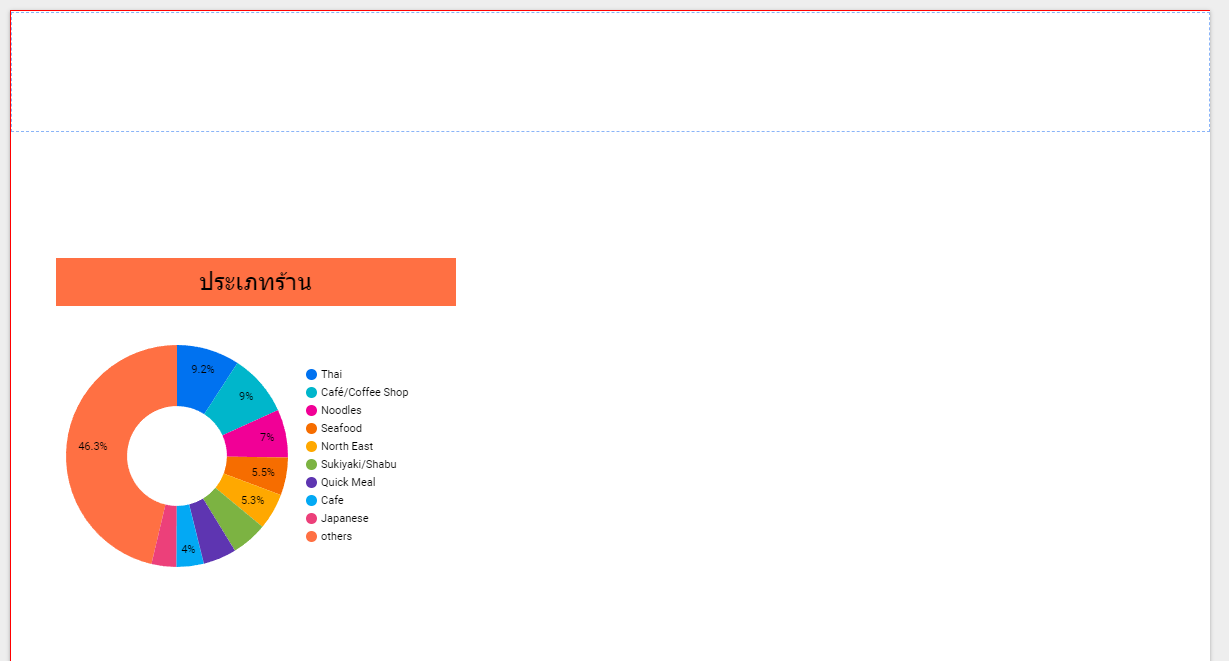 ประเภทร้าน
9.2%
9%
7%
5.5%
5.3%
4%
46.3%
Thai
Café/Coffee Shop
Noodles
Seafood
North East
Sukiyaki/Shabu
Quick Meal
Cafe
Japanese
others